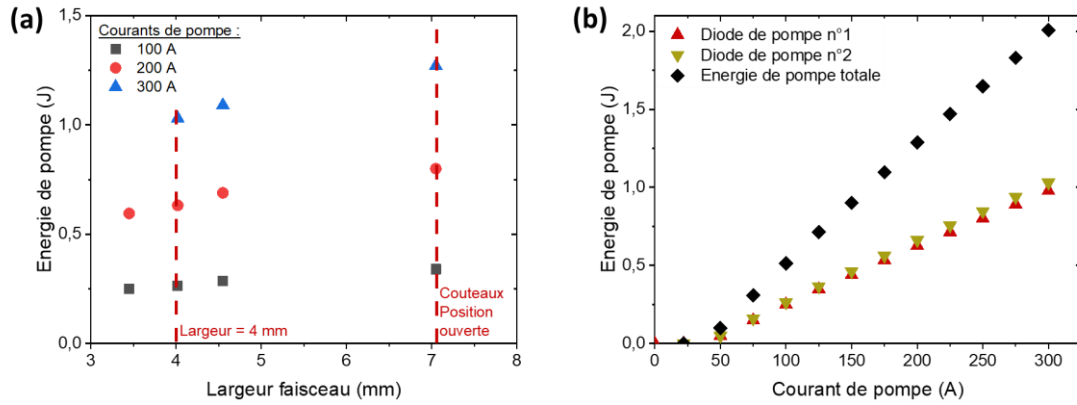 (a)
Energie de pompe (J)
1,5
1,0
0,5
0,0
Courants de pompe :
100 A
200 A
300 A
Largeur = 4 mm
Couteaux
Position
ouverte
3 4 5 6 7 8
Largeur faisceau (mm)
(b)
Energie de pompe (J)
2,0
1,5
1,0
0,5
0,0
Diode de pompe n°1
Diode de pompe n°2
Energie de pompe totale
0 50 100 150 200 250 300
Courant de pompe (A)